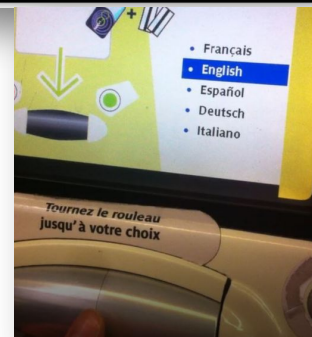 Français
English
Español
Deutsch
Italiano
Tournez le rouleau
jusqu'à votre choix